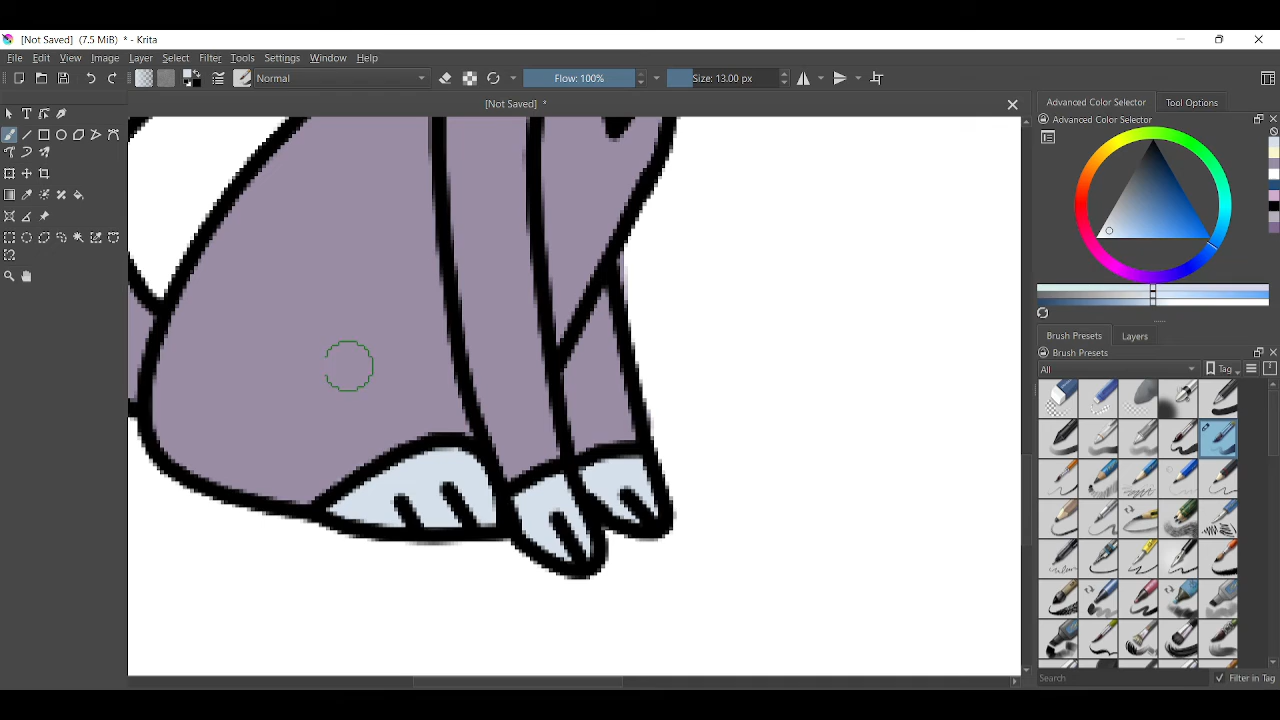 [Not Saved] (7.5 MiB) * - Krita
File Edit View Image Layer Select Filter Tools Settings Window Help
Normal Flow: 100% Size: 13.00 px
[Not Saved] *
Advanced Color Selector Tool Options
Advanced Color Selector
Brush Presets Layers
Brush Presets
All Tag
Search Filter in Tag